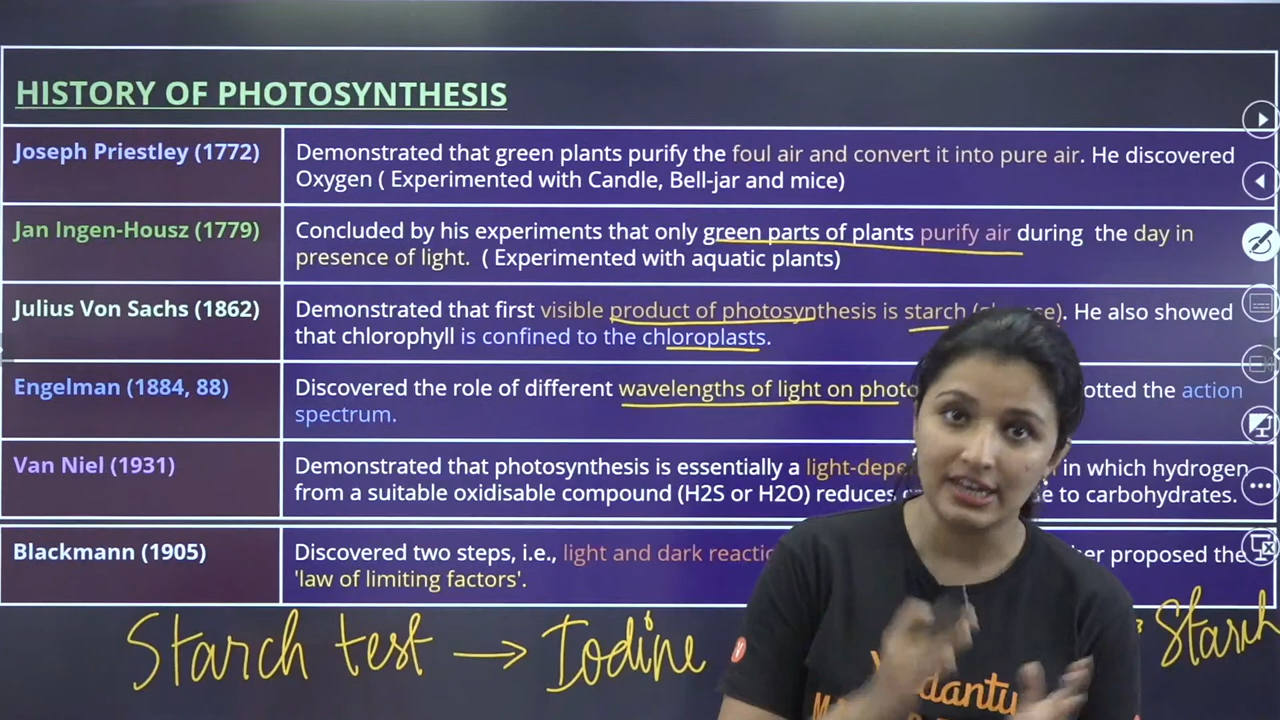 HISTORY OF PHOTOSYNTHESIS
Joseph Priestley (1772)
Demonstrated that green plants purify the foul air and convert it into pure air. He discovered
Oxygen ( Experimented with Candle, Bell-jar and mice)
Jan Ingen-Housz (1779)
Concluded by his experiments that only green parts of plants purify air during the day in
presence of light. ( Experimented with aquatic plants)
Julius Von Sachs (1862)
Demonstrated that first visible product of photosynthesis is starch He also showed
that chlorophyll is confined to the chloroplasts.
Engelman (1884, 88)
Discovered the role of different wavelengths of light on the action
spectrum.
Van Niel (1931)
Demonstrated that photosynthesis is essentially a in which hydrogen
from a suitable oxidisable compound (H2S or H2O) reduces to carbohydrates.
Blackmann (1905)
Discovered two steps, i.e., light and dark proposed the
'law of limiting factors'.
Starch test → Iodine Starch